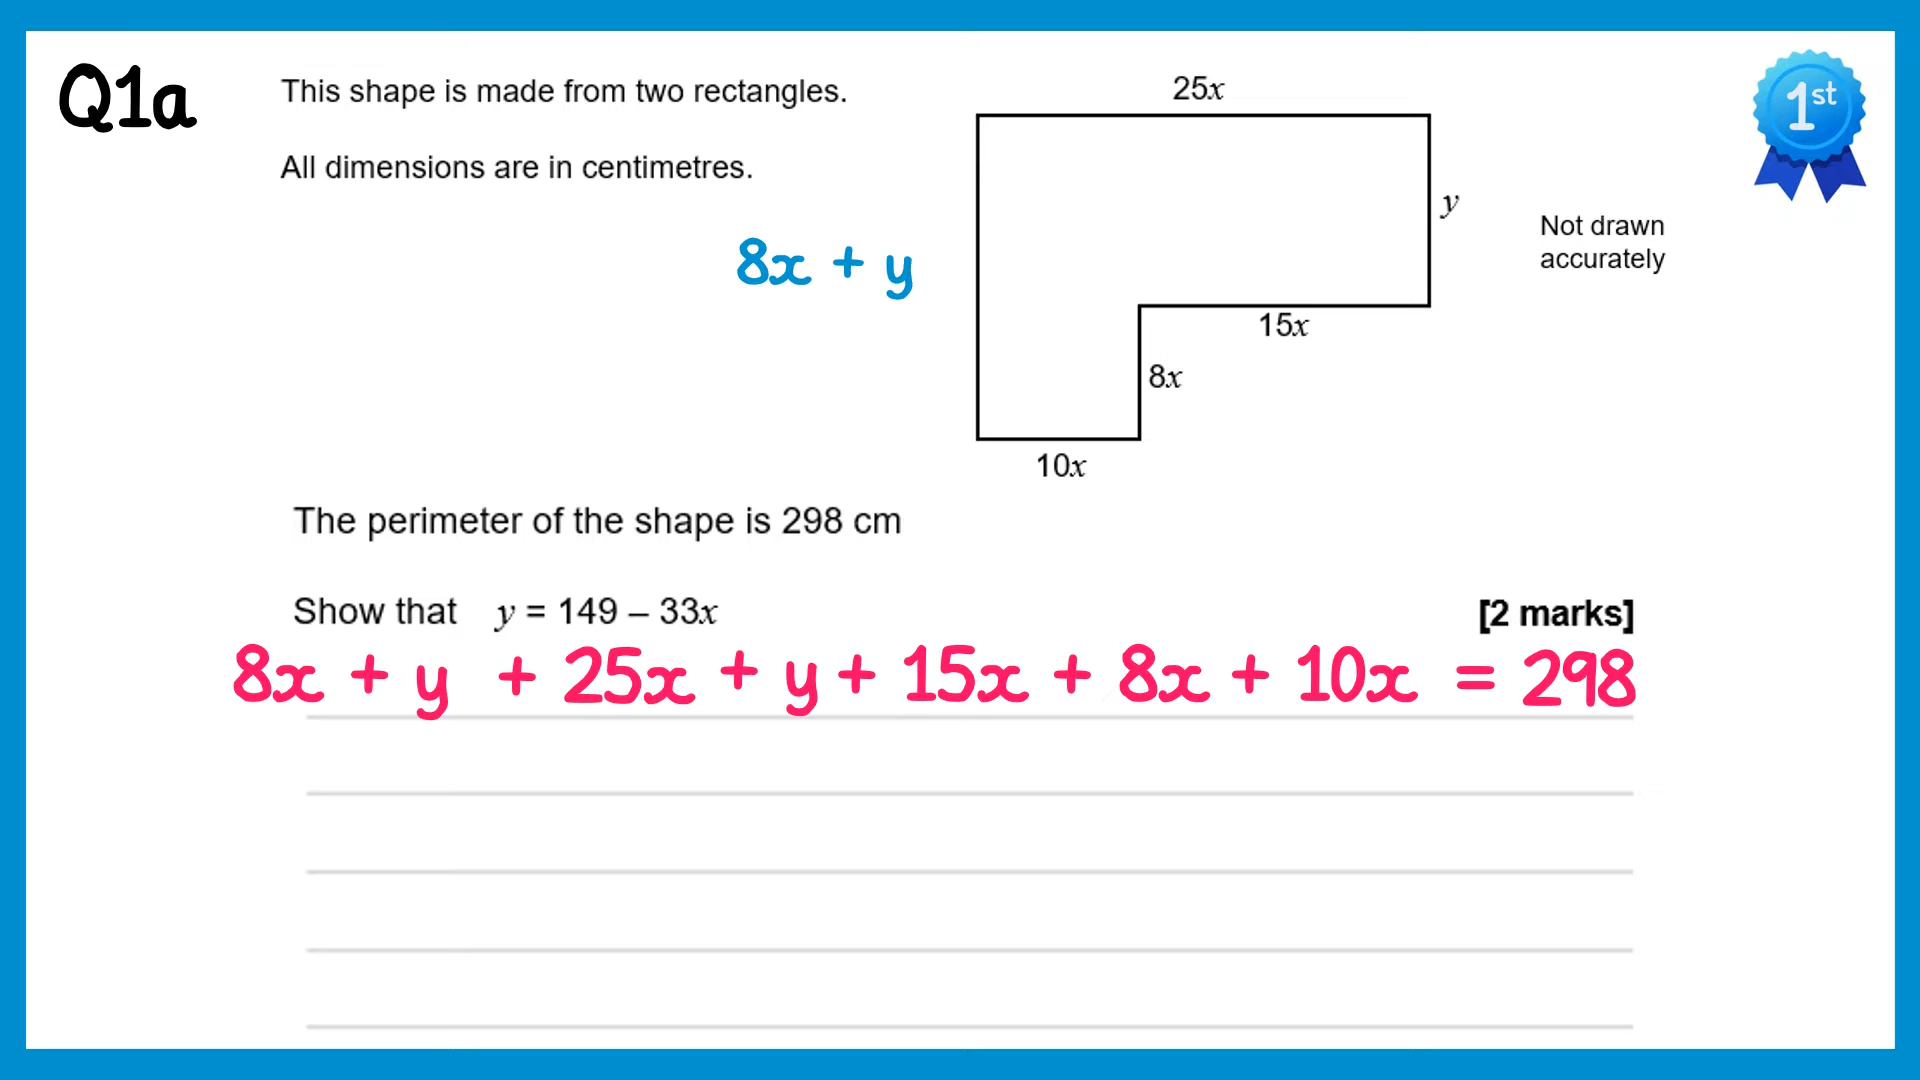 Q1a
This shape is made from two rectangles.
All dimensions are in centimetres.
25x
1st
y
Not drawn
accurately
8x + y
15x
8x
10x
The perimeter of the shape is 298 cm
Show that y = 149 – 33x
[2 marks]
8x + y + 25x + y + 15x + 8x + 10x = 298